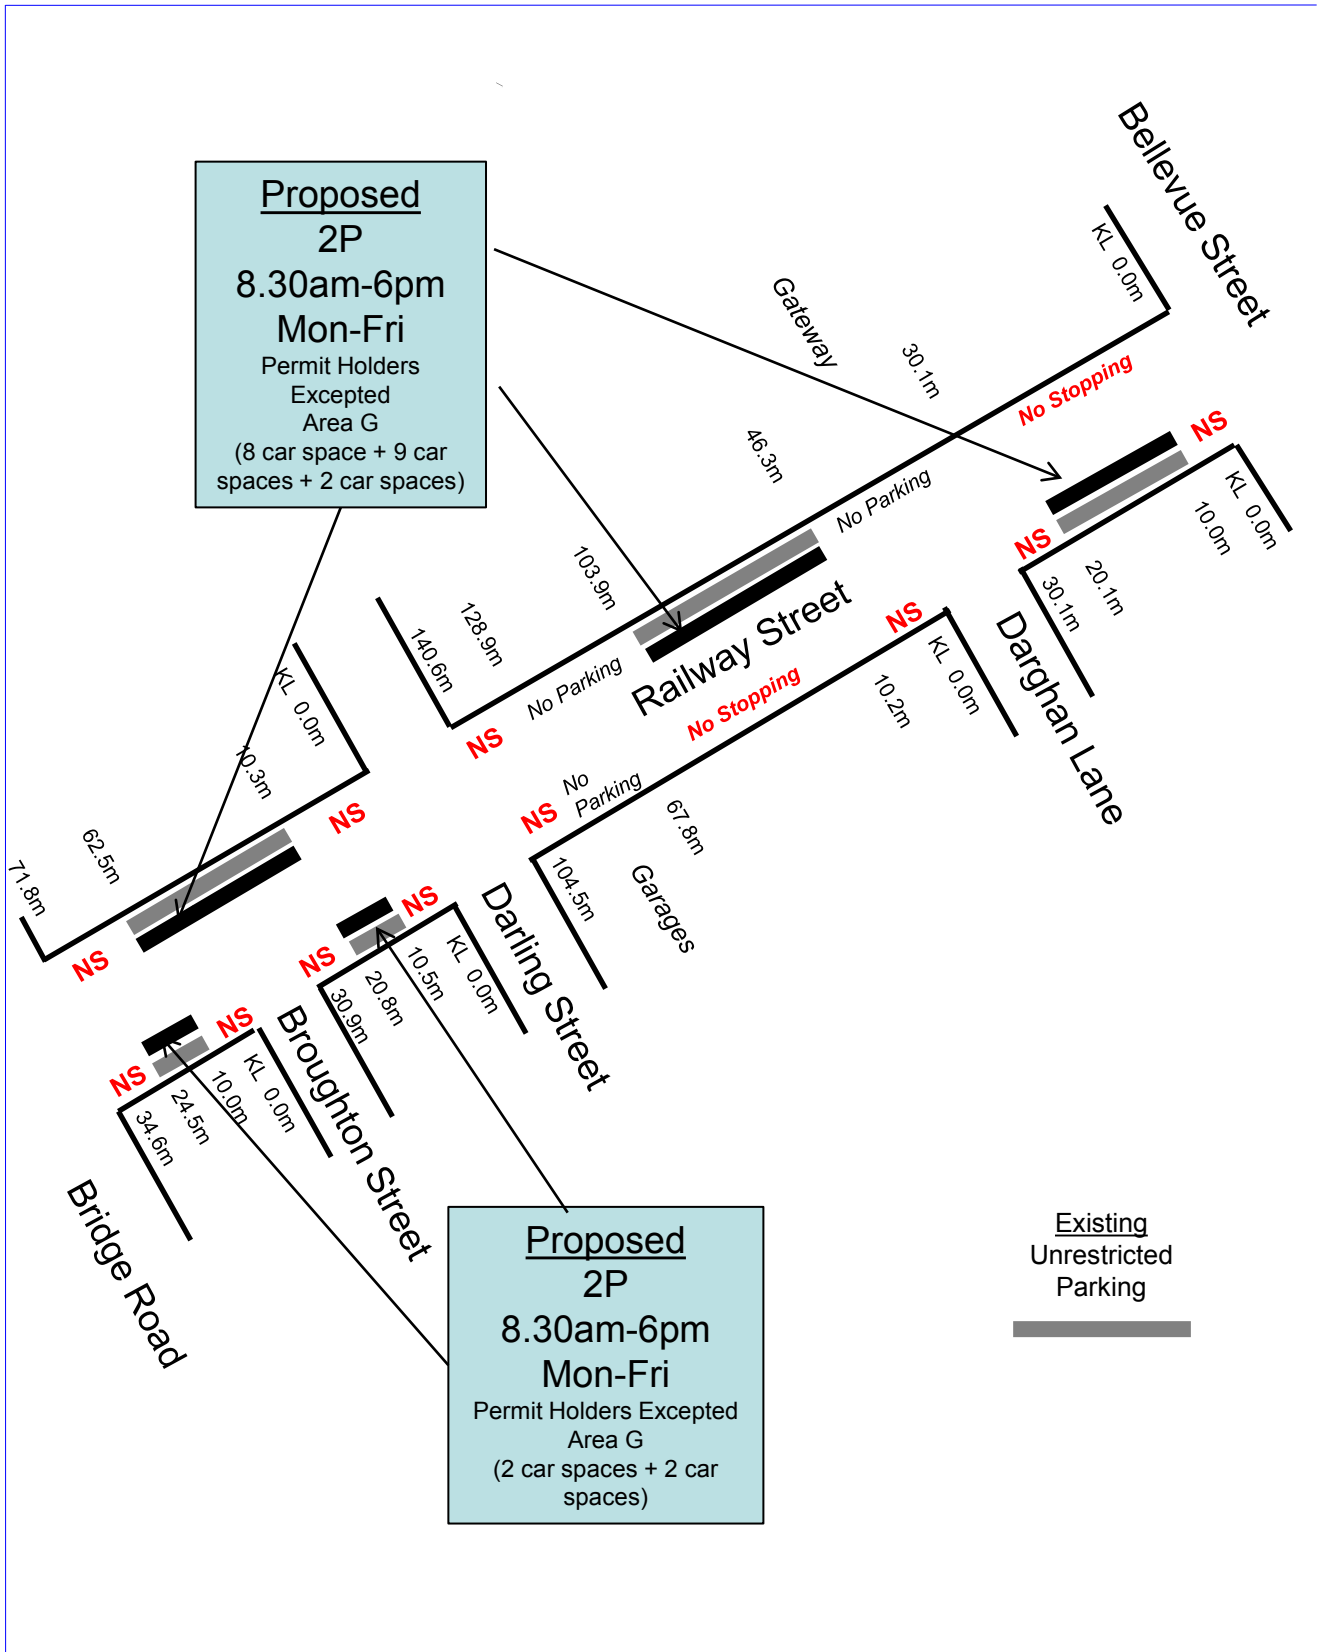 Bellevue Street
Proposed
2P
8.30am-6pm
Mon-Fri
Permit Holders
Excepted
Area G
(8 car space + 9 car
spaces + 2 car spaces)
KL 0.0m
Gateway
30.1m
No Stopping
46.3m
No Parking
NS
KL 0.0m
10.0m
NS
20.1m
30.1m
Darghan Lane
103.9m
128.9m
140.6m
No Parking
NS
Railway Street
No Stopping
NS
KL 0.0m
10.2m
KL 0.0m
10.3m
NS
62.5m
71.8m
NS
NS
No
Parking
67.8m
104.5m
Garages
Darling Street
NS
KL 0.0m
10.5m
20.8m
NS
30.9m
Broughton Street
NS
KL 0.0m
10.0m
24.5m
NS
34.6m
Bridge Road
Proposed
2P
8.30am-6pm
Mon-Fri
Permit Holders Excepted
Area G
(2 car spaces + 2 car
spaces)
Existing
Unrestricted
Parking